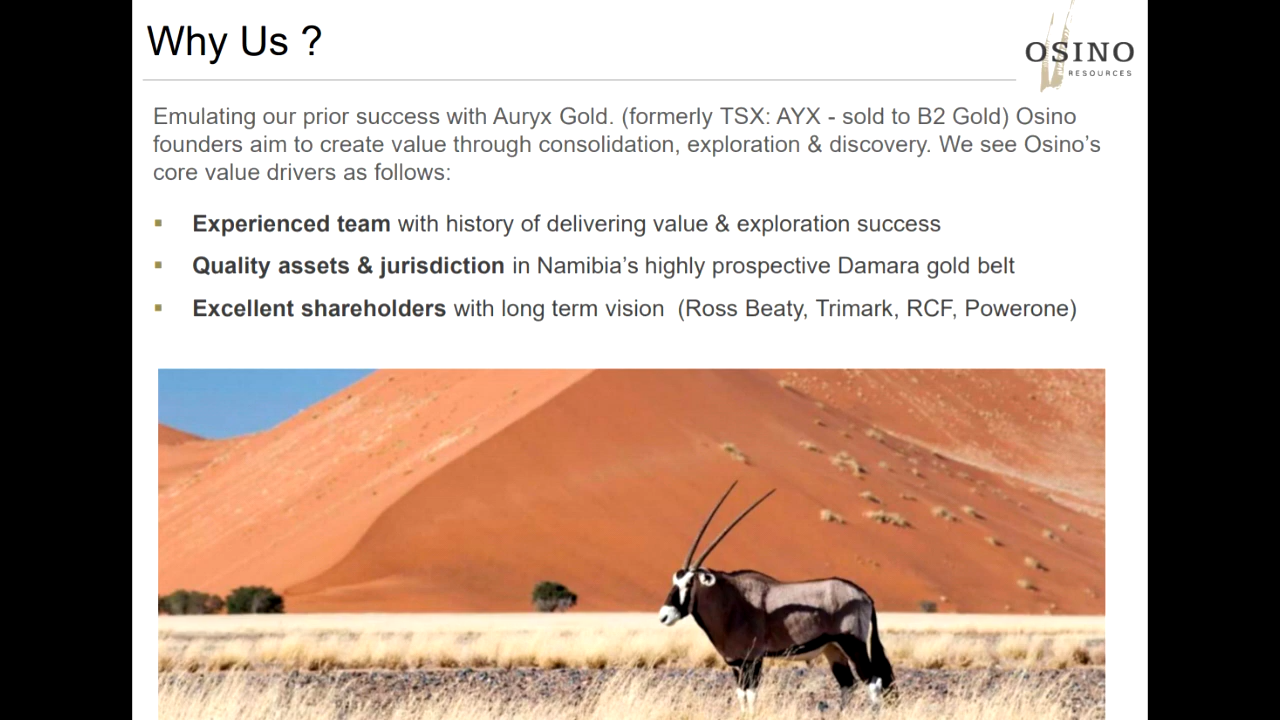 Why Us ?
OSINO
RESOURCES
Emulating our prior success with Auryx Gold. (formerly TSX: AYX - sold to B2 Gold) Osino
founders aim to create value through consolidation, exploration & discovery. We see Osino's
core value drivers as follows:
▪ Experienced team with history of delivering value & exploration success
▪ Quality assets & jurisdiction in Namibia's highly prospective Damara gold belt
▪ Excellent shareholders with long term vision (Ross Beaty, Trimark, RCF, Powerone)